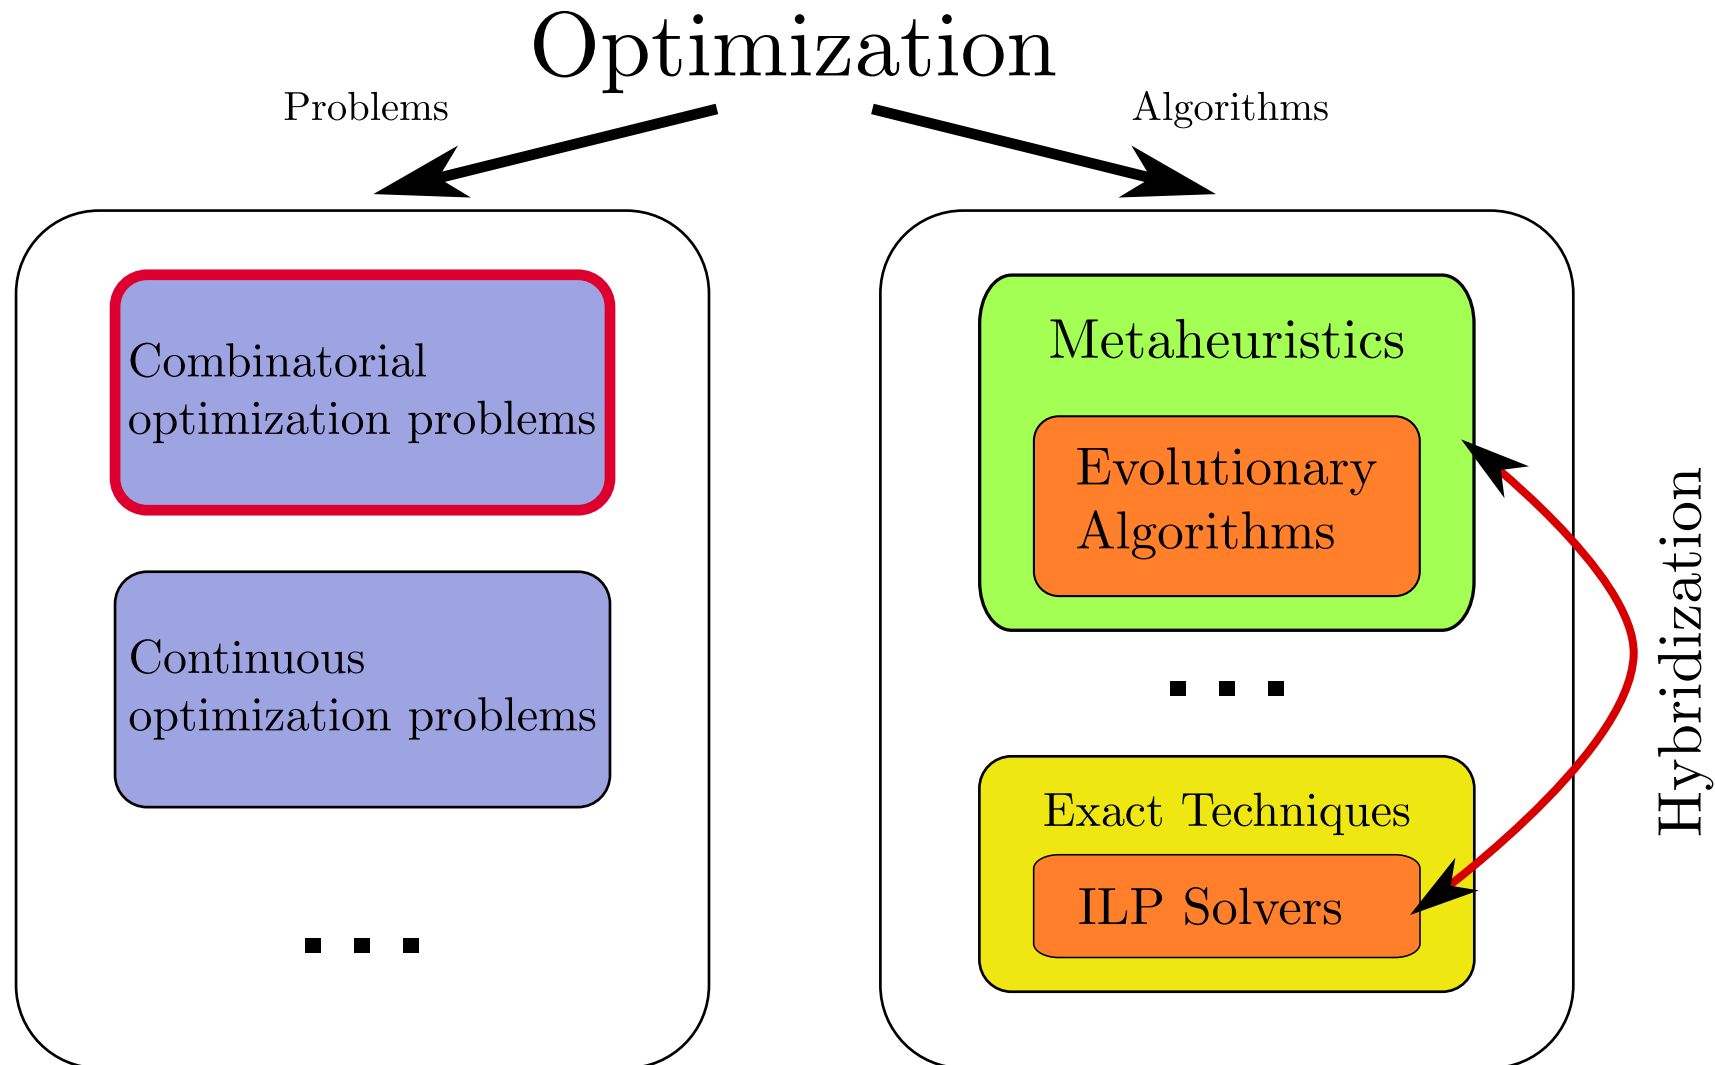 Optimization
Problems
Algorithms
Combinatorial
optimization problems
Continuous
optimization problems
. . .
Metaheuristics
Evolutionary
Algorithms
. . .
Exact Techniques
ILP Solvers
Hybridization